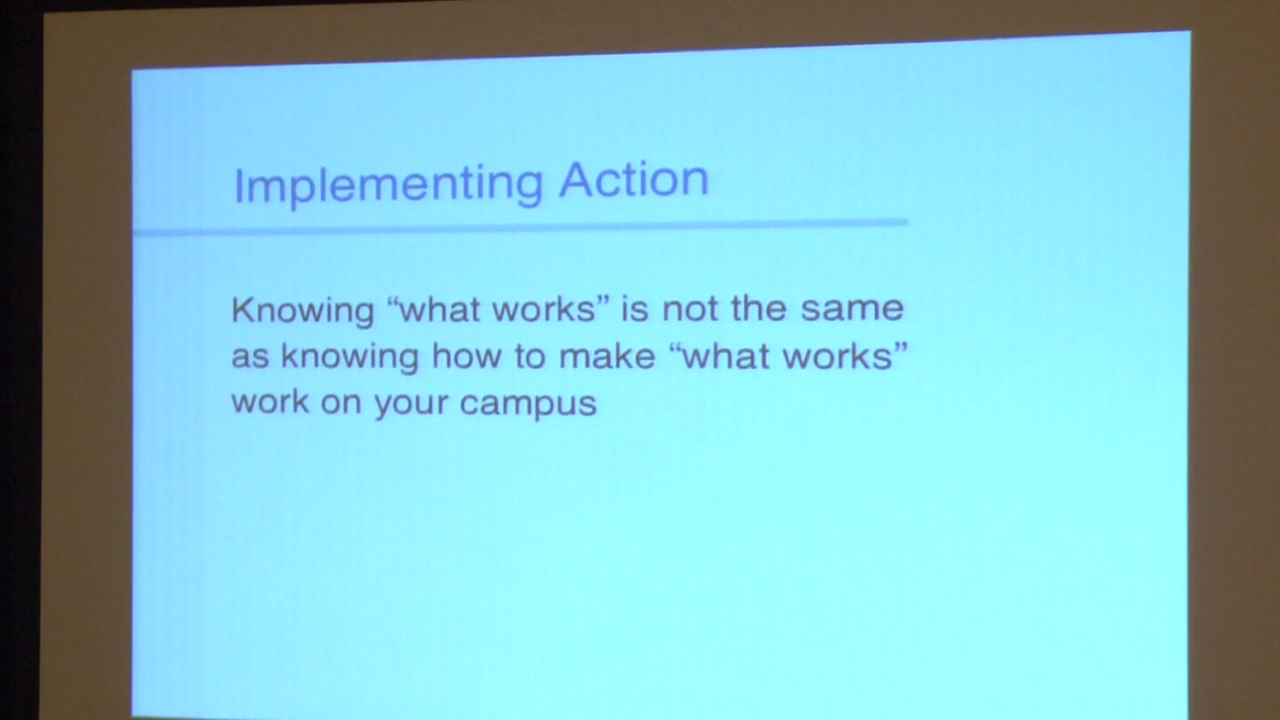 Implementing Action
Knowing “what works” is not the same
as knowing how to make “what works”
work on your campus